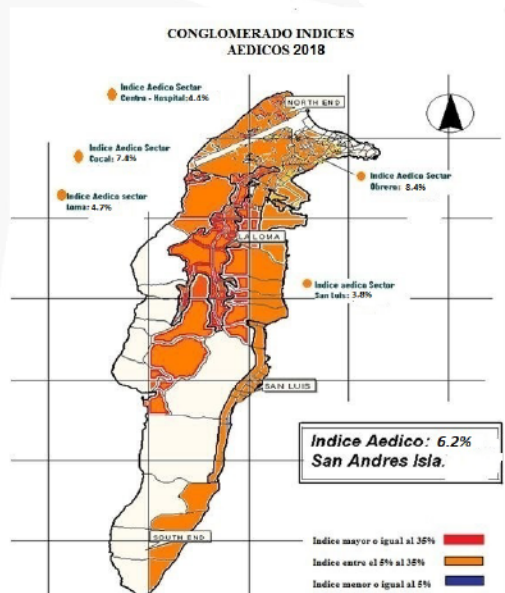 CONGLOMERADO INDICES
AEDICOS 2018
Indice Aedico Sector
Centro - Hospital: 4.4%
NORTH END
Indice Aedico Sector
Cocal: 7.4%
Indice Aedico Sector
Obrero: 8.4%
Indice Aedico sector
Loma: 4.7%
LA LOMA
Indice aedico Sector
San Luis: 3.8%
SAN LUIS
Indice Aedico: 6.2%
San Andres Isla.
SOUTH END
Indice mayor o igual al 35%
Indice entre el 5% al 35%
Indice menor o igual al 5%